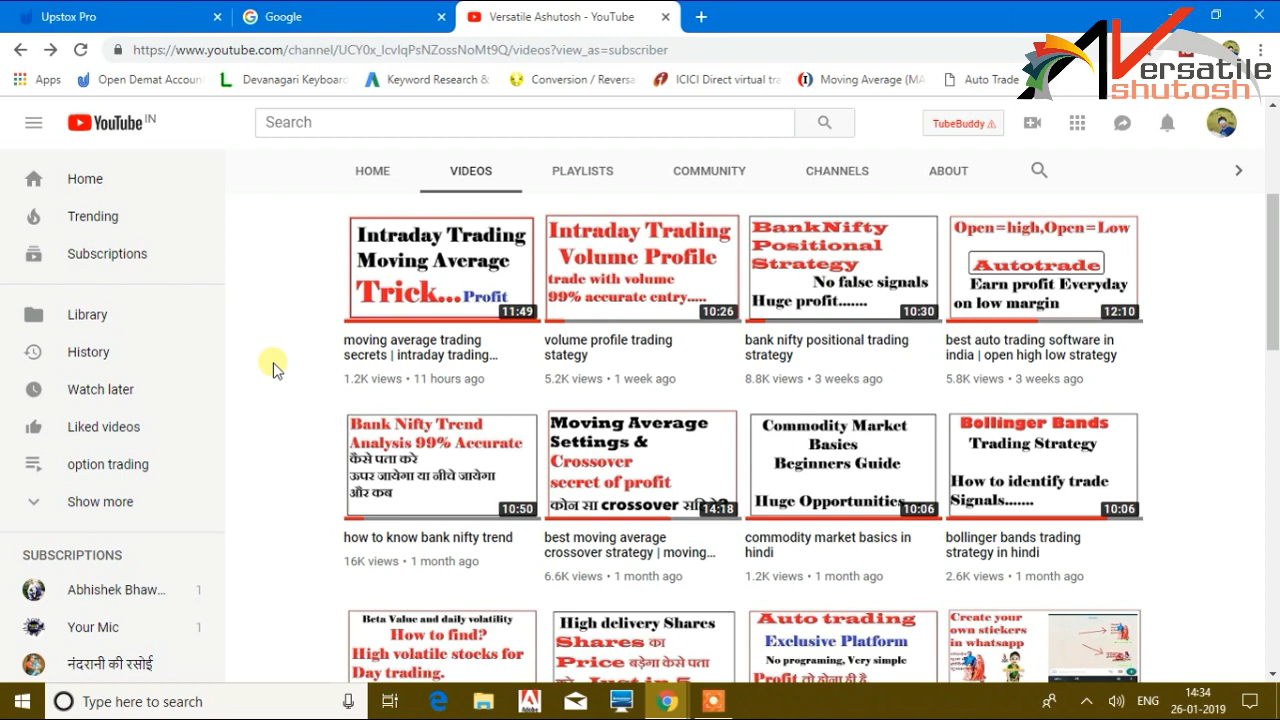 Upstox Pro
Google
Versatile Ashutosh - YouTube
https://www.youtube.com/channel/UCY0x_IcvIqPsNZossNoMt9Q/videos?view_as=subscriber
Versatile
Ashutosh
Apps
Open Demat Accoun
Devanagari Keyboar
Keyword Research &
Conversion / Reversa
ICICI Direct virtual tra
Moving Average (MA
Auto Trade
YouTube IN
Search
TubeBuddy
HOME
VIDEOS
PLAYLISTS
COMMUNITY
CHANNELS
ABOUT
Home
Trending
Subscriptions
Library
History
Watch later
Liked videos
option trading
Show more
SUBSCRIPTIONS
Abhishek Bhaw... 1
Your Mic 1
नंदरानी की रसोई
Intraday Trading
Moving Average
Trick... Profit
11:49
moving average trading
secrets | intraday trading...
1.2K views • 11 hours ago
Intraday Trading
Volume Profile
trade with volume
99% accurate entry.....
10:26
volume profile trading
stategy
5.2K views • 1 week ago
BankNifty
Positional
Strategy
No false signals
Huge profit.......
10:30
bank nifty positional trading
strategy
8.8K views • 3 weeks ago
Open=high,Open=Low
Autotrade
Earn profit Everyday
on low margin
12:10
best auto trading software in
india | open high low strategy
5.8K views • 3 weeks ago
Bank Nifty Trend
Analysis 99% Accurate
कैसे पता करे
ऊपर जायेगा या नीचे जायेगा
और कब
10:50
how to know bank nifty trend
16K views • 1 month ago
Moving Average
Settings &
Crossover
secret of profit
कोन सा crossover
14:18
best moving average
crossover strategy | moving...
6.6K views • 1 month ago
Commodity Market
Basics
Beginners Guide
Huge Opportunities
10:06
commodity market basics in
hindi
1.2K views • 1 month ago
Bollinger Bands
Trading Strategy
How to identify trade
Signals.......
10:06
bollinger bands trading
strategy in hindi
2.6K views • 1 month ago
Beta Value and daily volatility
How to find?
High volatile stocks for
Day trading.
High delivery Shares
Shares का
Price बड़ेगा केसे पता
Just in 5
Auto trading
Exclusive Platform
No programing, Very simple
Profit तो होना ही है
Create your
own stickers
in whatsapp
Type here to search
ENG
14:34
26-01-2019